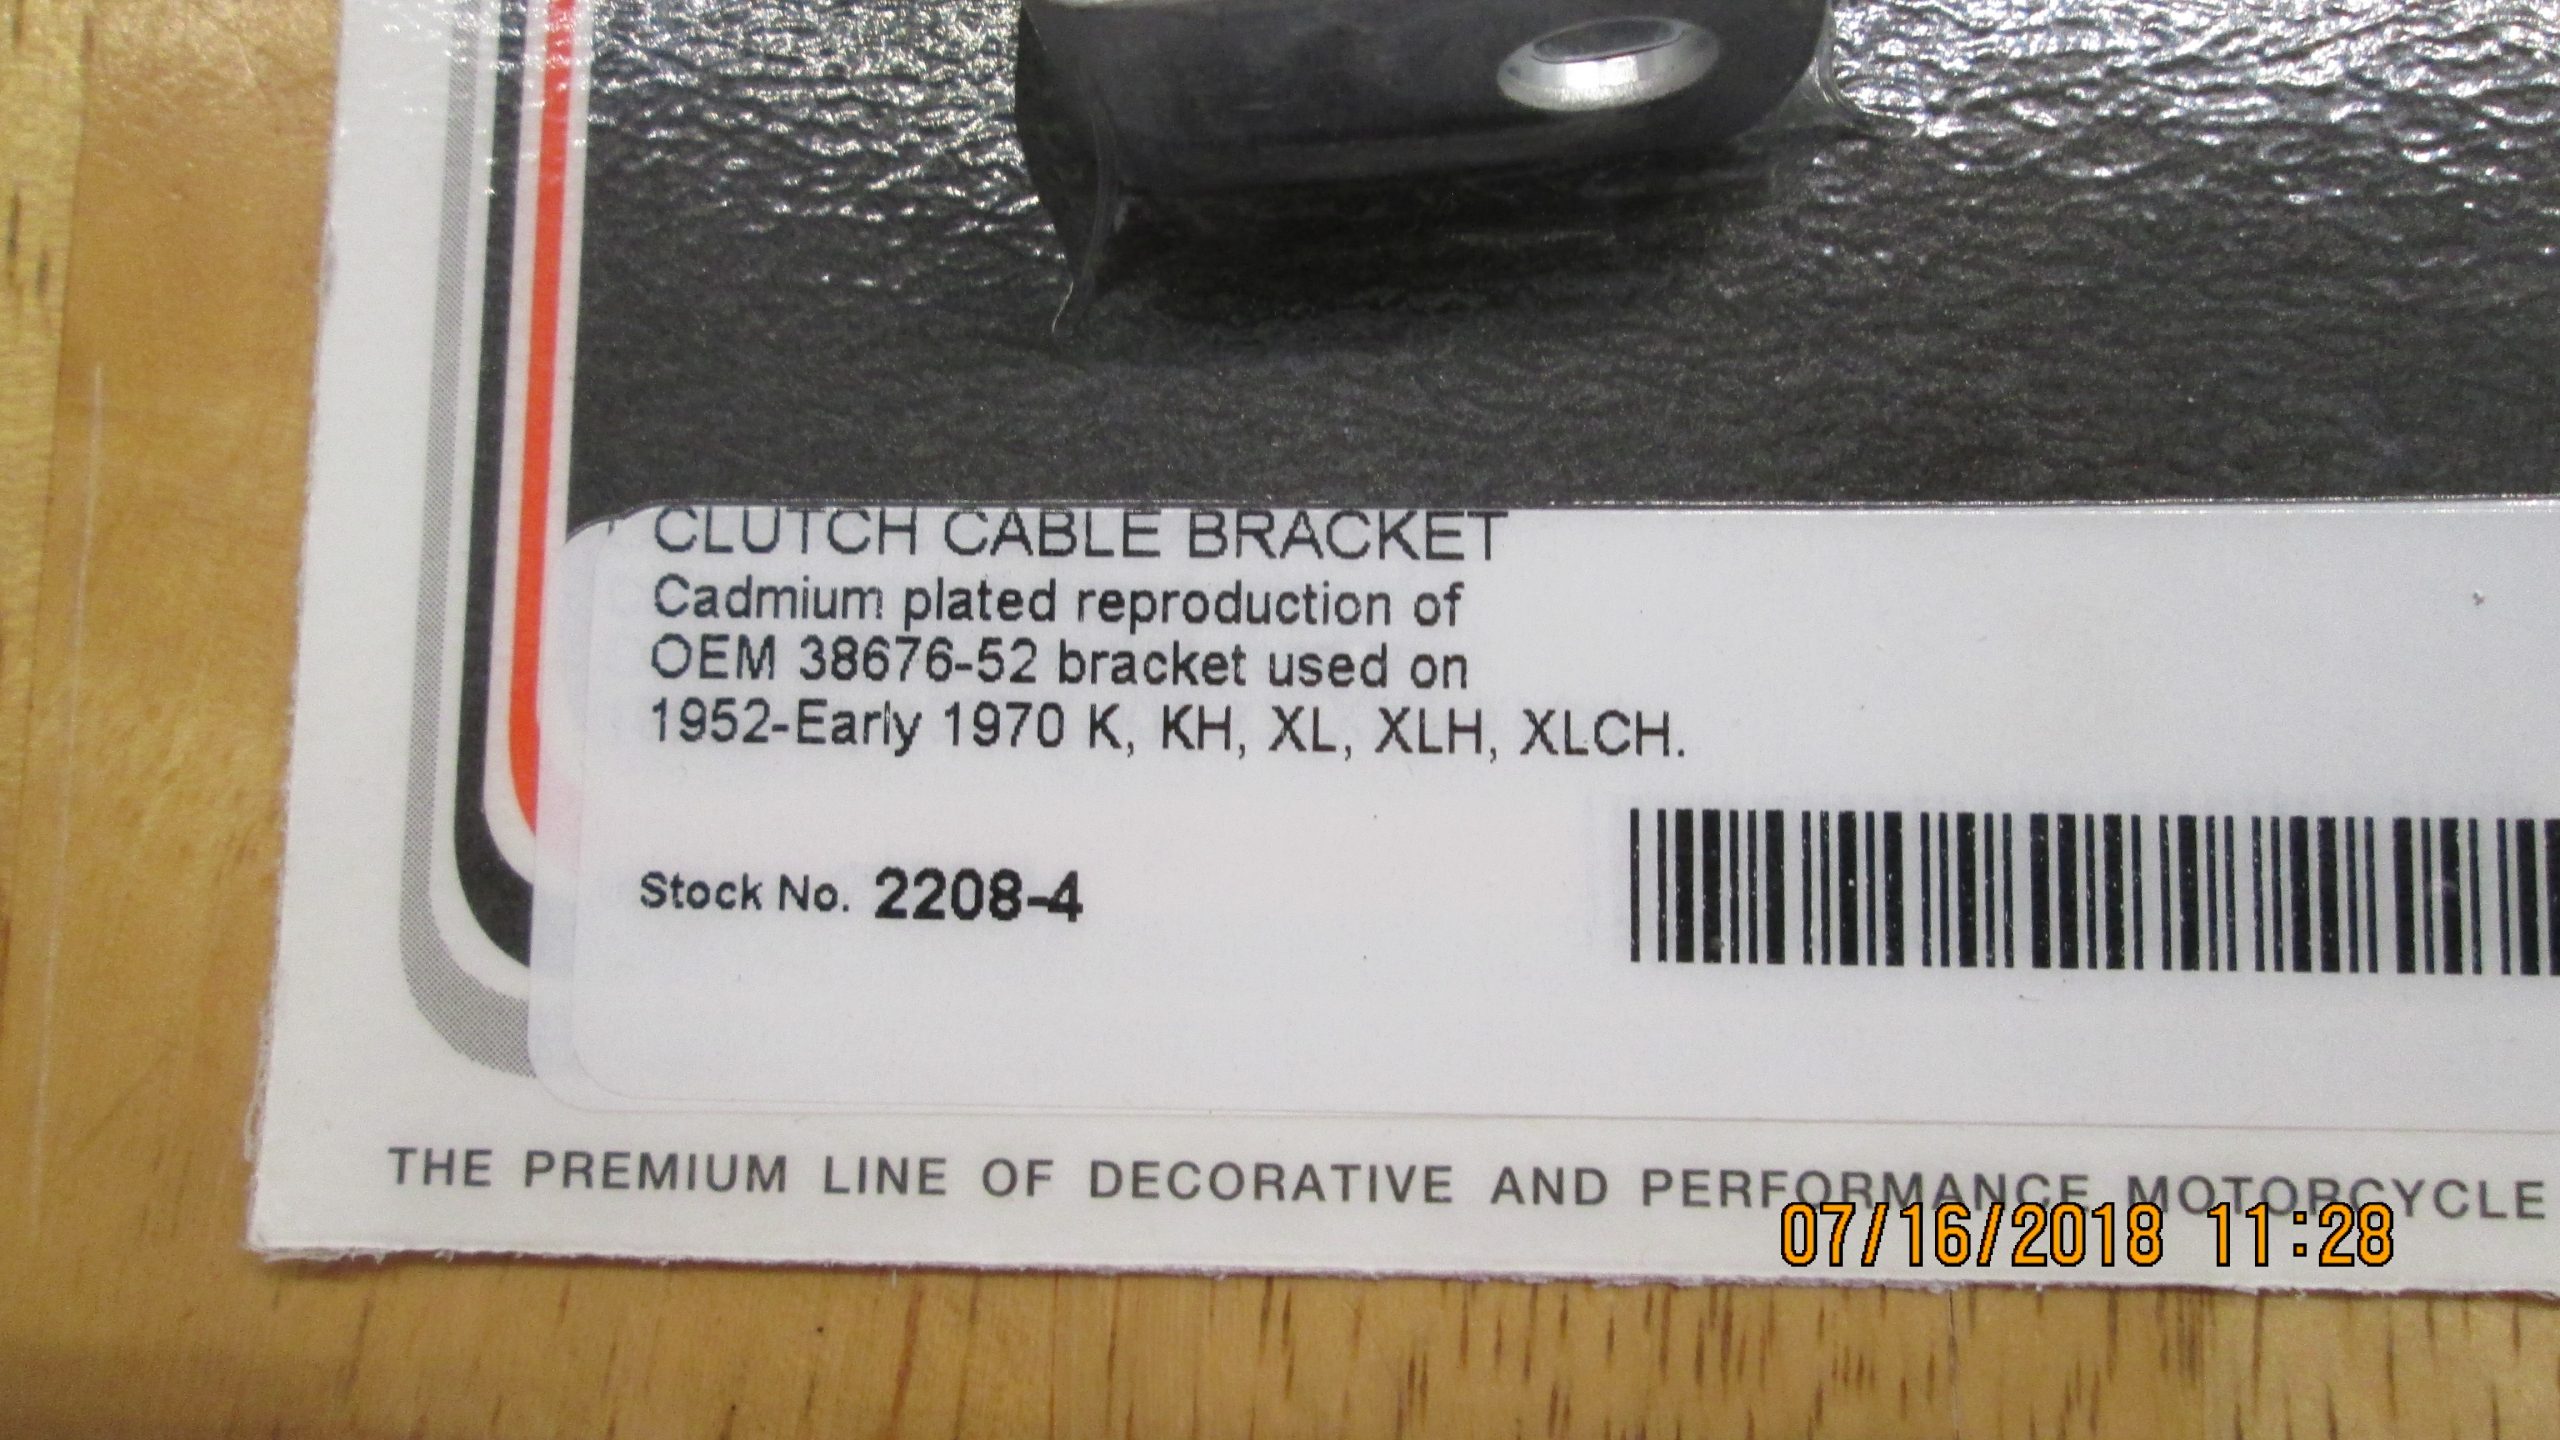 CLUTCH CABLE BRACKET
Cadmium plated reproduction of
OEM 38676-52 bracket used on
1952-Early 1970 K, KH, XL, XLH, XLCH.
Stock No. 2208-4
THE PREMIUM LINE OF DECORATIVE AND PERFORMANCE MOTORCYCLE
07/16/2018 11:28